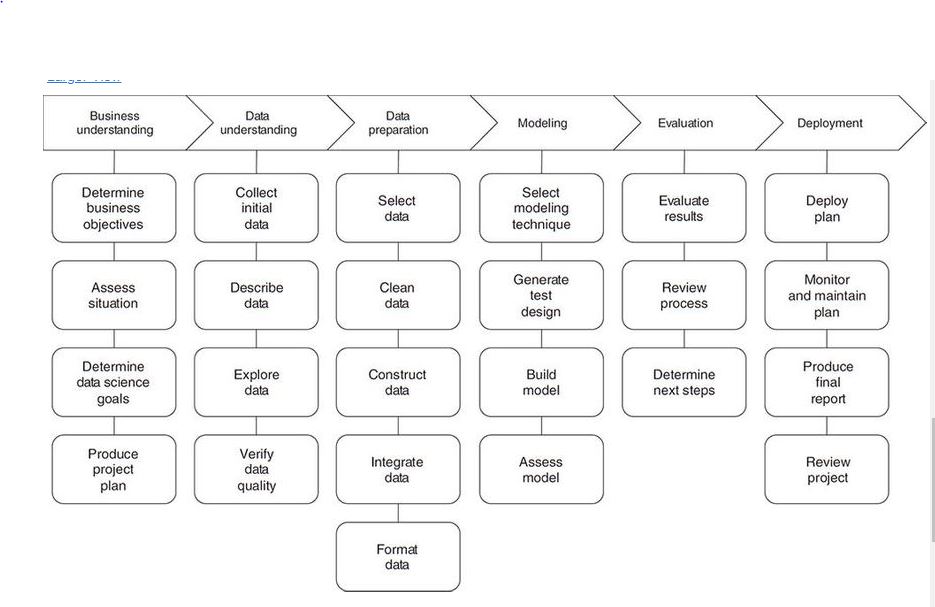 Business
understanding
Data
understanding
Data
preparation
Modeling
Evaluation
Deployment
Determine
business
objectives
Assess
situation
Determine
data science
goals
Produce
project
plan
Collect
initial
data
Describe
data
Explore
data
Verify
data
quality
Select
data
Clean
data
Construct
data
Integrate
data
Format
data
Select
modeling
technique
Generate
test
design
Build
model
Assess
model
Evaluate
results
Review
process
Determine
next steps
Deploy
plan
Monitor
and maintain
plan
Produce
final
report
Review
project